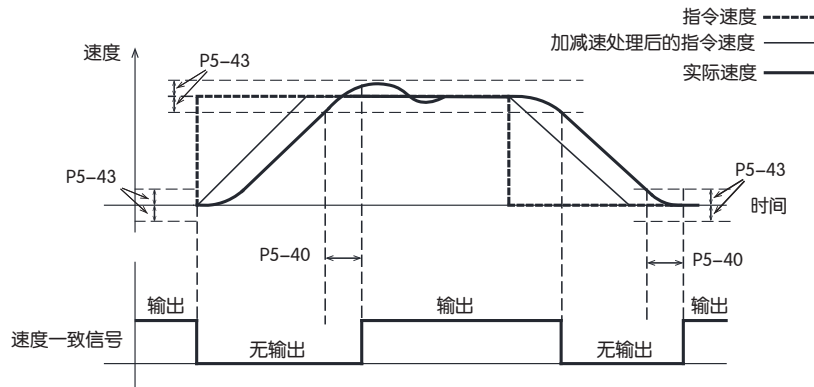 指令速度
加减速处理后的指令速度
实际速度
速度
P5-43
P5-43
P5-43
时间
P5-40
P5-40
输出
输出
输出
速度一致信号
无输出
无输出